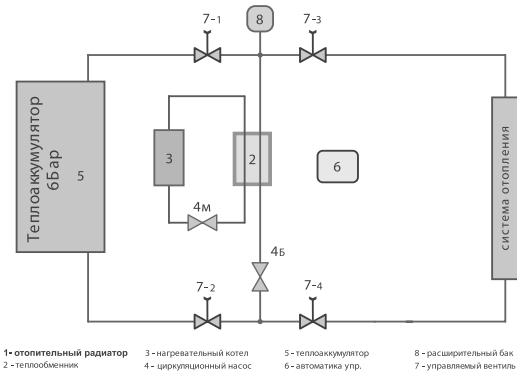 7-1
8
7-3
Теплоаккумулятор
6Бар
5
3
2
6
система отопления
4м
4Б
7-2
7-4
1- отопительный радиатор
3 - нагревательный котел
5 - теплоаккумулятор
8 - расширительный бак
2 - теплообменник
4 - циркуляционный насос
6 - автоматика упр.
7 - управляемый вентиль